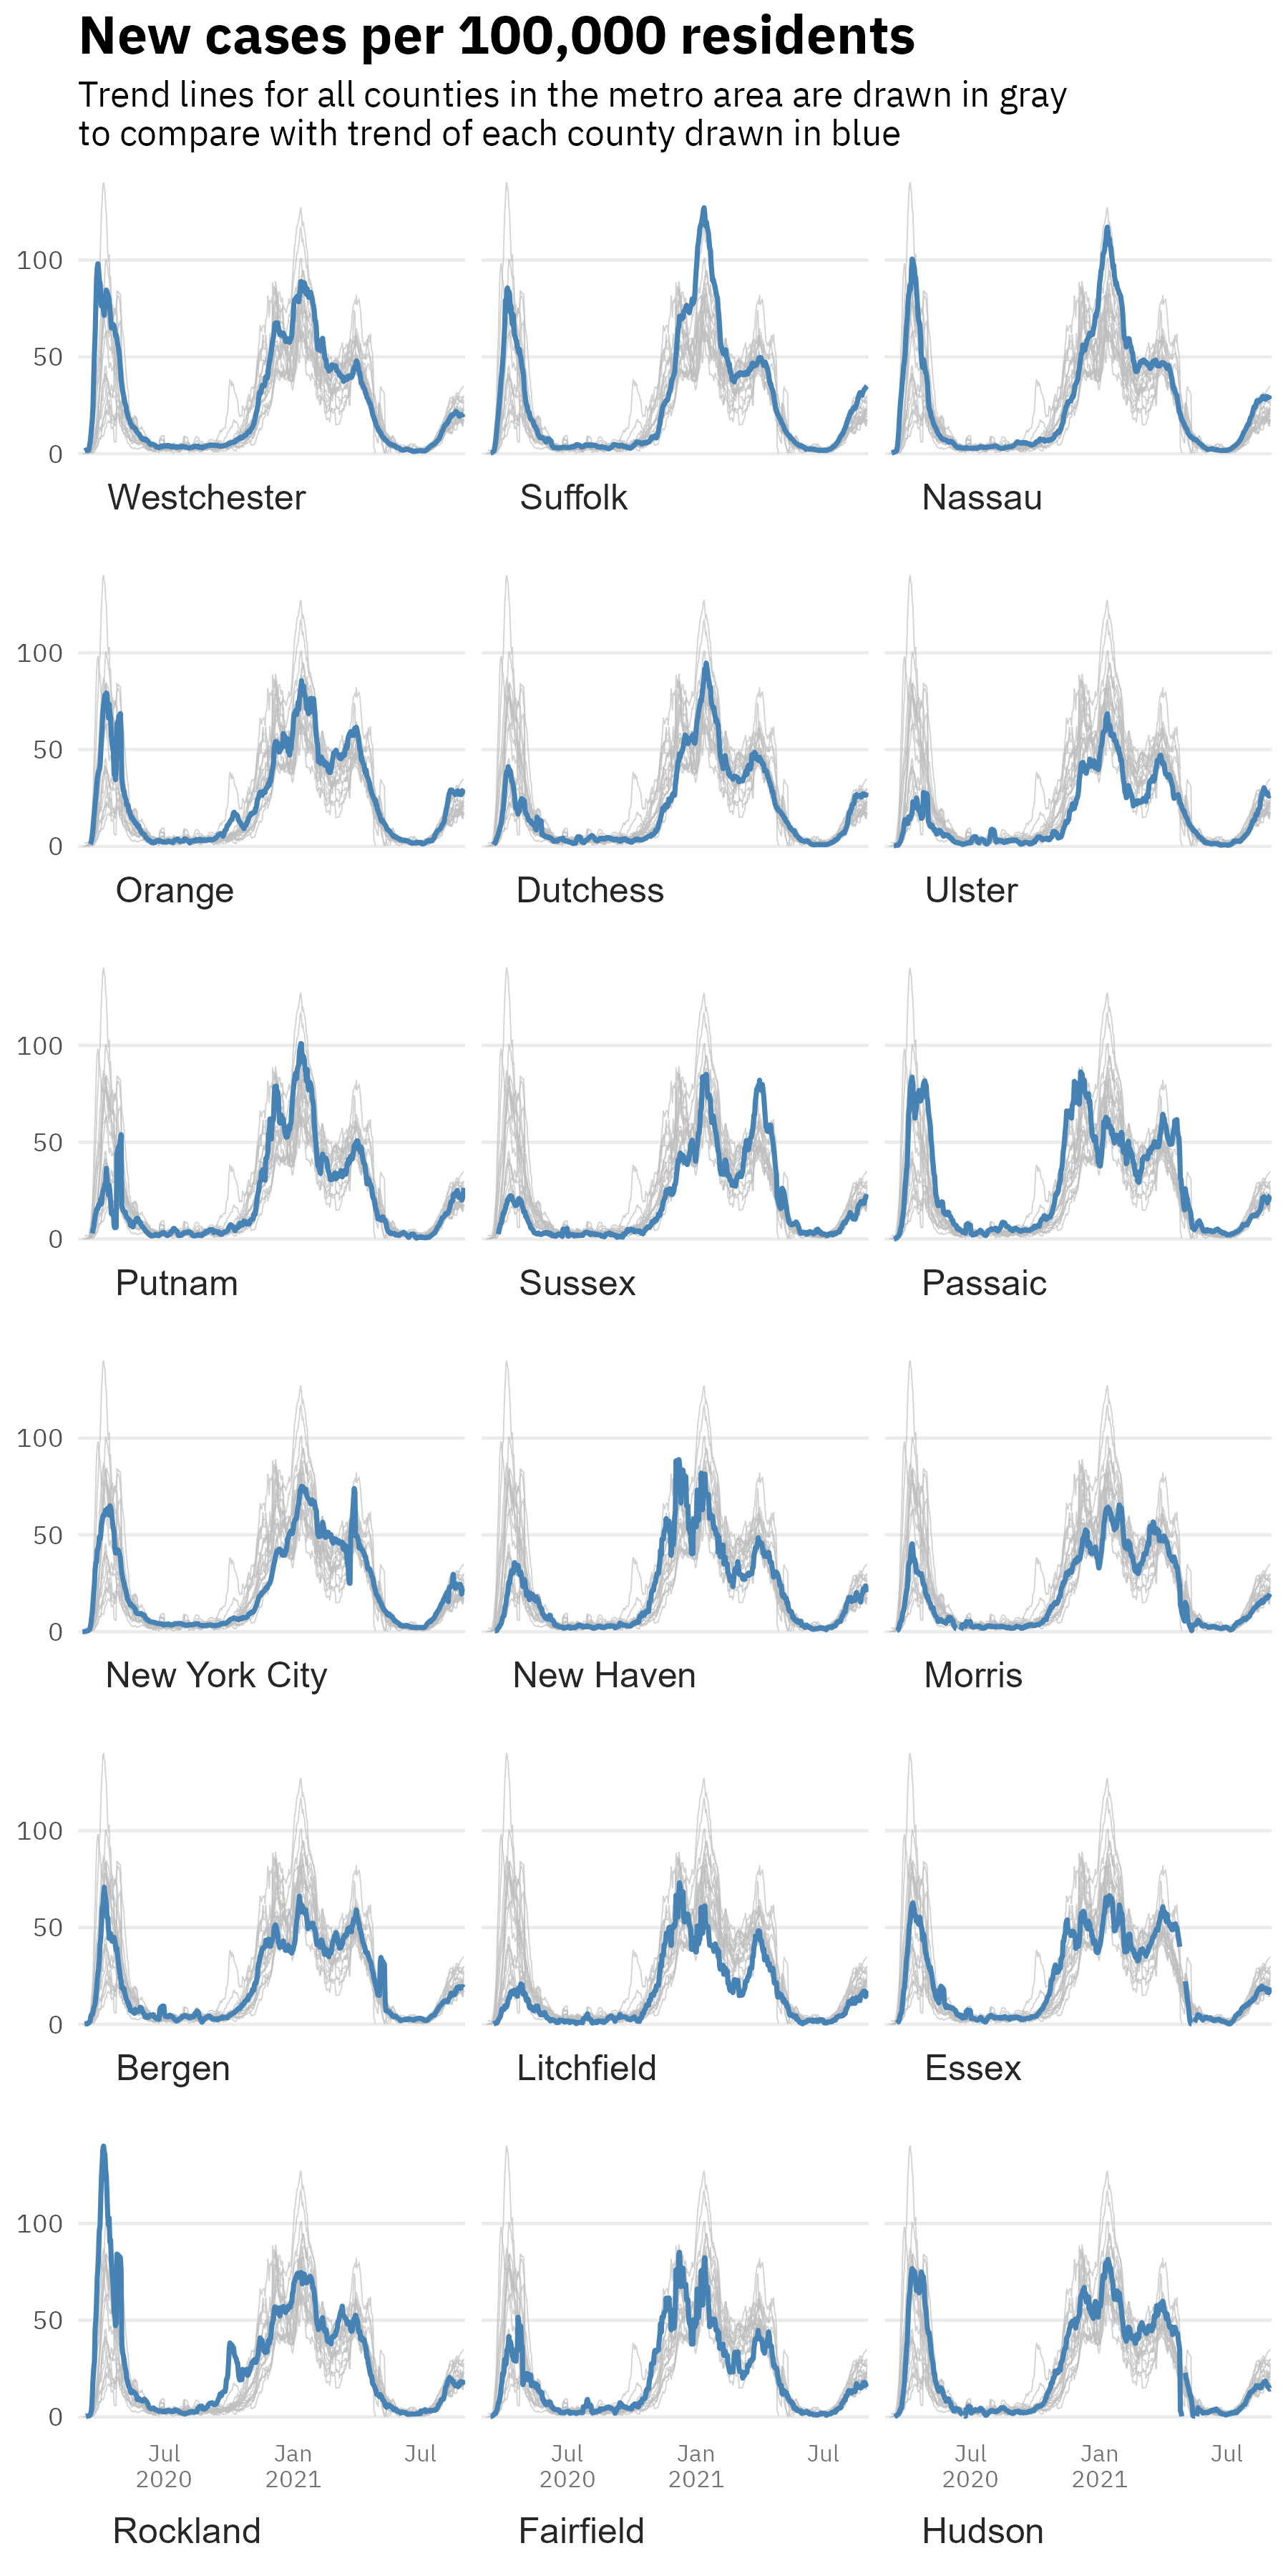 New cases per 100,000 residents
Trend lines for all counties in the metro area are drawn in gray
to compare with trend of each county drawn in blue
100
50
0
Westchester
Suffolk
Nassau
100
50
0
Orange
Dutchess
Ulster
100
50
0
Putnam
Sussex
Passaic
100
50
0
New York City
New Haven
Morris
100
50
0
Bergen
Litchfield
Essex
100
50
0
Jul
2020
Jan
2021
Jul
Jul
2020
Jan
2021
Jul
Jul
2020
Jan
2021
Jul
Rockland
Fairfield
Hudson